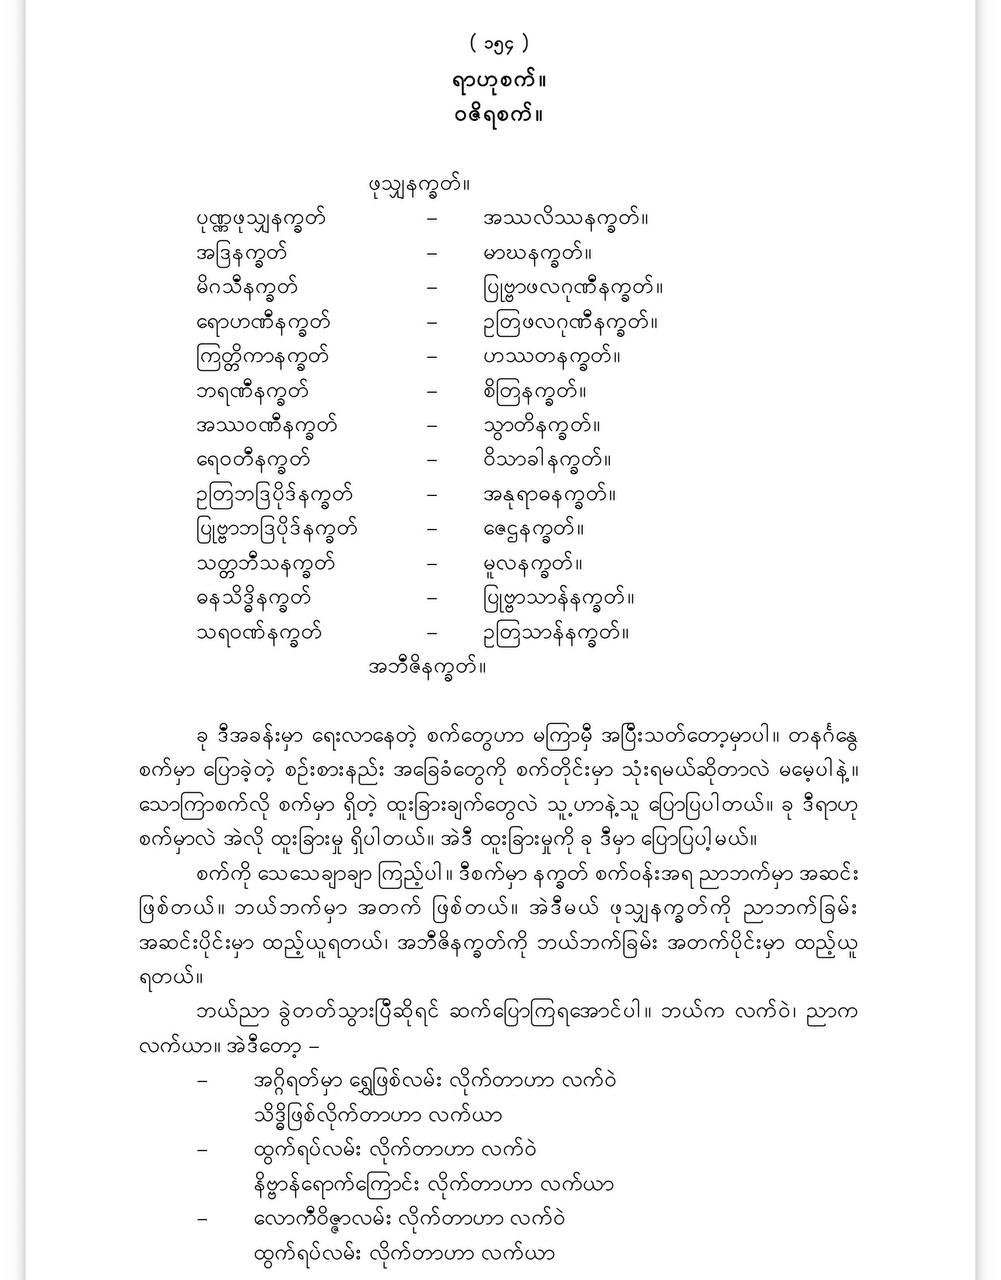 ( ၁၅၄ )
ရာဟုစက်။
ဝဇိရစက်။
ဖုသျှနက္ခတ်။
ပုဏ္ဏဖုသျှနက္ခတ် – အဿလိဿနက္ခတ်။
အဒြနက္ခတ် – မာဃနက္ခတ်။
မိဂသီနက္ခတ် – ပြုဗ္ဗာဖလဂုဏီနက္ခတ်။
ရောဟဏီနက္ခတ် – ဥတြဖလဂုဏီနက္ခတ်။
ကြတ္တိကာနက္ခတ် – ဟဿတနက္ခတ်။
ဘရဏီနက္ခတ် – စိတြနက္ခတ်။
အဿဝဏီနက္ခတ် – သွာတိနက္ခတ်။
ရေဝတီနက္ခတ် – ဝိသာခါနက္ခတ်။
ဥတြဘဒြပိုဒ်နက္ခတ် – အနုရာဓနက္ခတ်။
ပြုဗ္ဗာဘဒြပိုဒ်နက္ခတ် – ဇေဌနက္ခတ်။
သတ္တဘီသနက္ခတ် – မူလနက္ခတ်။
ဓနသိဒ္ဓိနက္ခတ် – ပြုဗ္ဗာသာန်နက္ခတ်။
သရဝဏ်နက္ခတ် – ဥတြသာန်နက္ခတ်။
အဘီဇိနက္ခတ်။
ခု ဒီအခန်းမှာ ရေးလာနေတဲ့ စက်တွေဟာ မကြာမှီ အပြီးသတ်တော့မှာပါ။ တနင်္ဂနွေ
စက်မှာ ပြောခဲ့တဲ့ စဉ်းစားနည်း အခြေခံတွေကို စက်တိုင်းမှာ သုံးရမယ်ဆိုတာလဲ မမေ့ပါနဲ့။
သောကြာစက်လို စက်မှာ ရှိတဲ့ ထူးခြားချက်တွေလဲ သူ့ဟာနဲ့သူ ပြောပြပါတယ်။ ခု ဒီရာဟု
စက်မှာလဲ အဲလို ထူးခြားမှု ရှိပါတယ်။ အဲဒီ ထူးခြားမှုကို ခု ဒီမှာ ပြောပြပါ့မယ်။
စက်ကို သေသေချာချာ ကြည့်ပါ။ ဒီစက်မှာ နက္ခတ် စက်ဝန်းအရ ညာဘက်မှာ အဆင်း
ဖြစ်တယ်။ ဘယ်ဘက်မှာ အတက် ဖြစ်တယ်။ အဲဒီမယ် ဖုသျှနက္ခတ်ကို ညာဘက်ခြမ်း
အဆင်းပိုင်းမှာ ထည့်ယူရတယ်၊ အဘီဇိနက္ခတ်ကို ဘယ်ဘက်ခြမ်း အတက်ပိုင်းမှာ ထည့်ယူ
ရတယ်။
ဘယ်ညာ ခွဲတတ်သွားပြီဆိုရင် ဆက်ပြောကြရအောင်ပါ။ ဘယ်က လက်ဝဲ၊ ညာက
လက်ယာ။ အဲဒီတော့ –
– အဂ္ဂိရတ်မှာ ရွှေဖြစ်လမ်း လိုက်တာဟာ လက်ဝဲ
သိဒ္ဓိဖြစ်လိုက်တာဟာ လက်ယာ
– ထွက်ရပ်လမ်း လိုက်တာဟာ လက်ဝဲ
နိဗ္ဗာန်ရောက်ကြောင်း လိုက်တာဟာ လက်ယာ
– လောကီဝိဇ္ဇာလမ်း လိုက်တာဟာ လက်ဝဲ
ထွက်ရပ်လမ်း လိုက်တာဟာ လက်ယာ